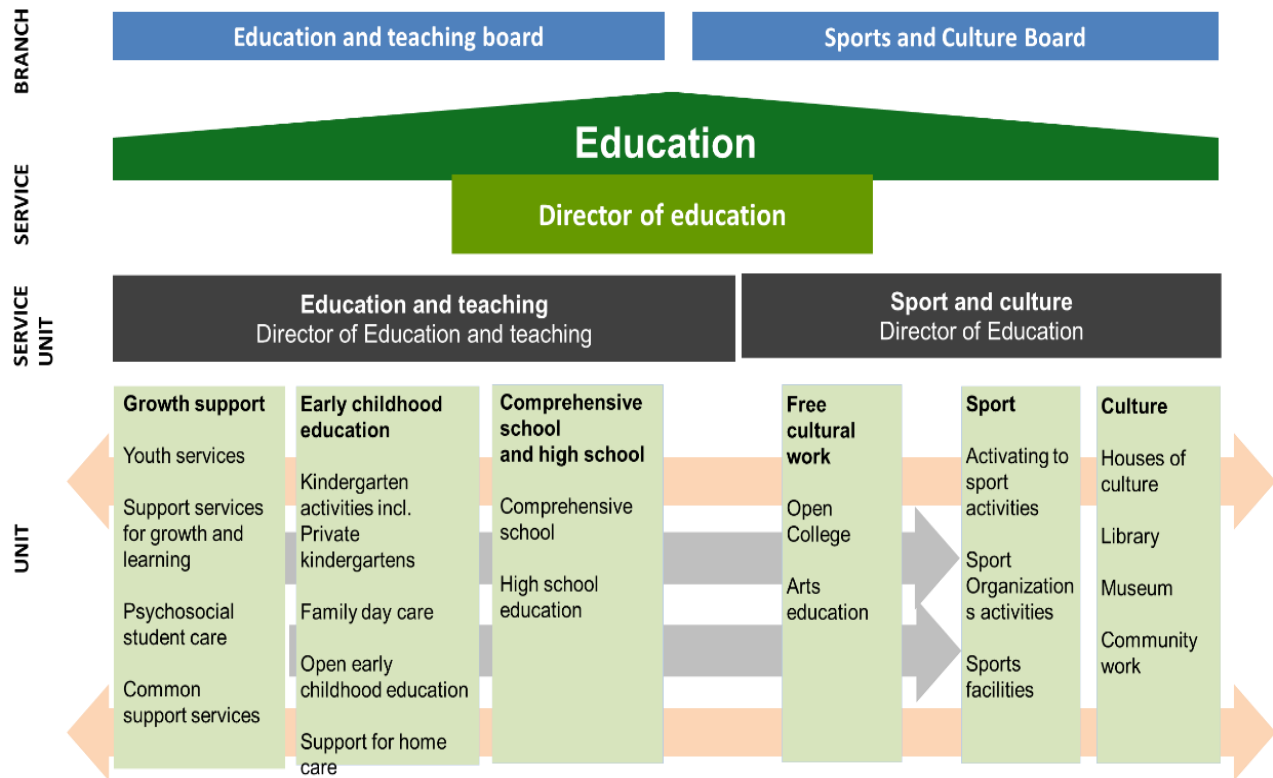 BRANCH
Education and teaching board
Sports and Culture Board
SERVICE
Education
Director of education
SERVICE
UNIT
Education and teaching
Director of Education and teaching
Sport and culture
Director of Education
UNIT
Growth support
Youth services
Support services
for growth and
learning
Psychosocial
student care
Common
support services
Early childhood
education
Kindergarten
activities incl.
Private
kindergartens
Family day care
Open early
childhood education
Support for home
care
Comprehensive
school
and high school
Comprehensive
school
High school
education
Free
cultural
work
Open
College
Arts
education
Sport
Activating to
sport
activities
Sport
Organization
s activities
Sports
facilities
Culture
Houses of
culture
Library
Museum
Community
work